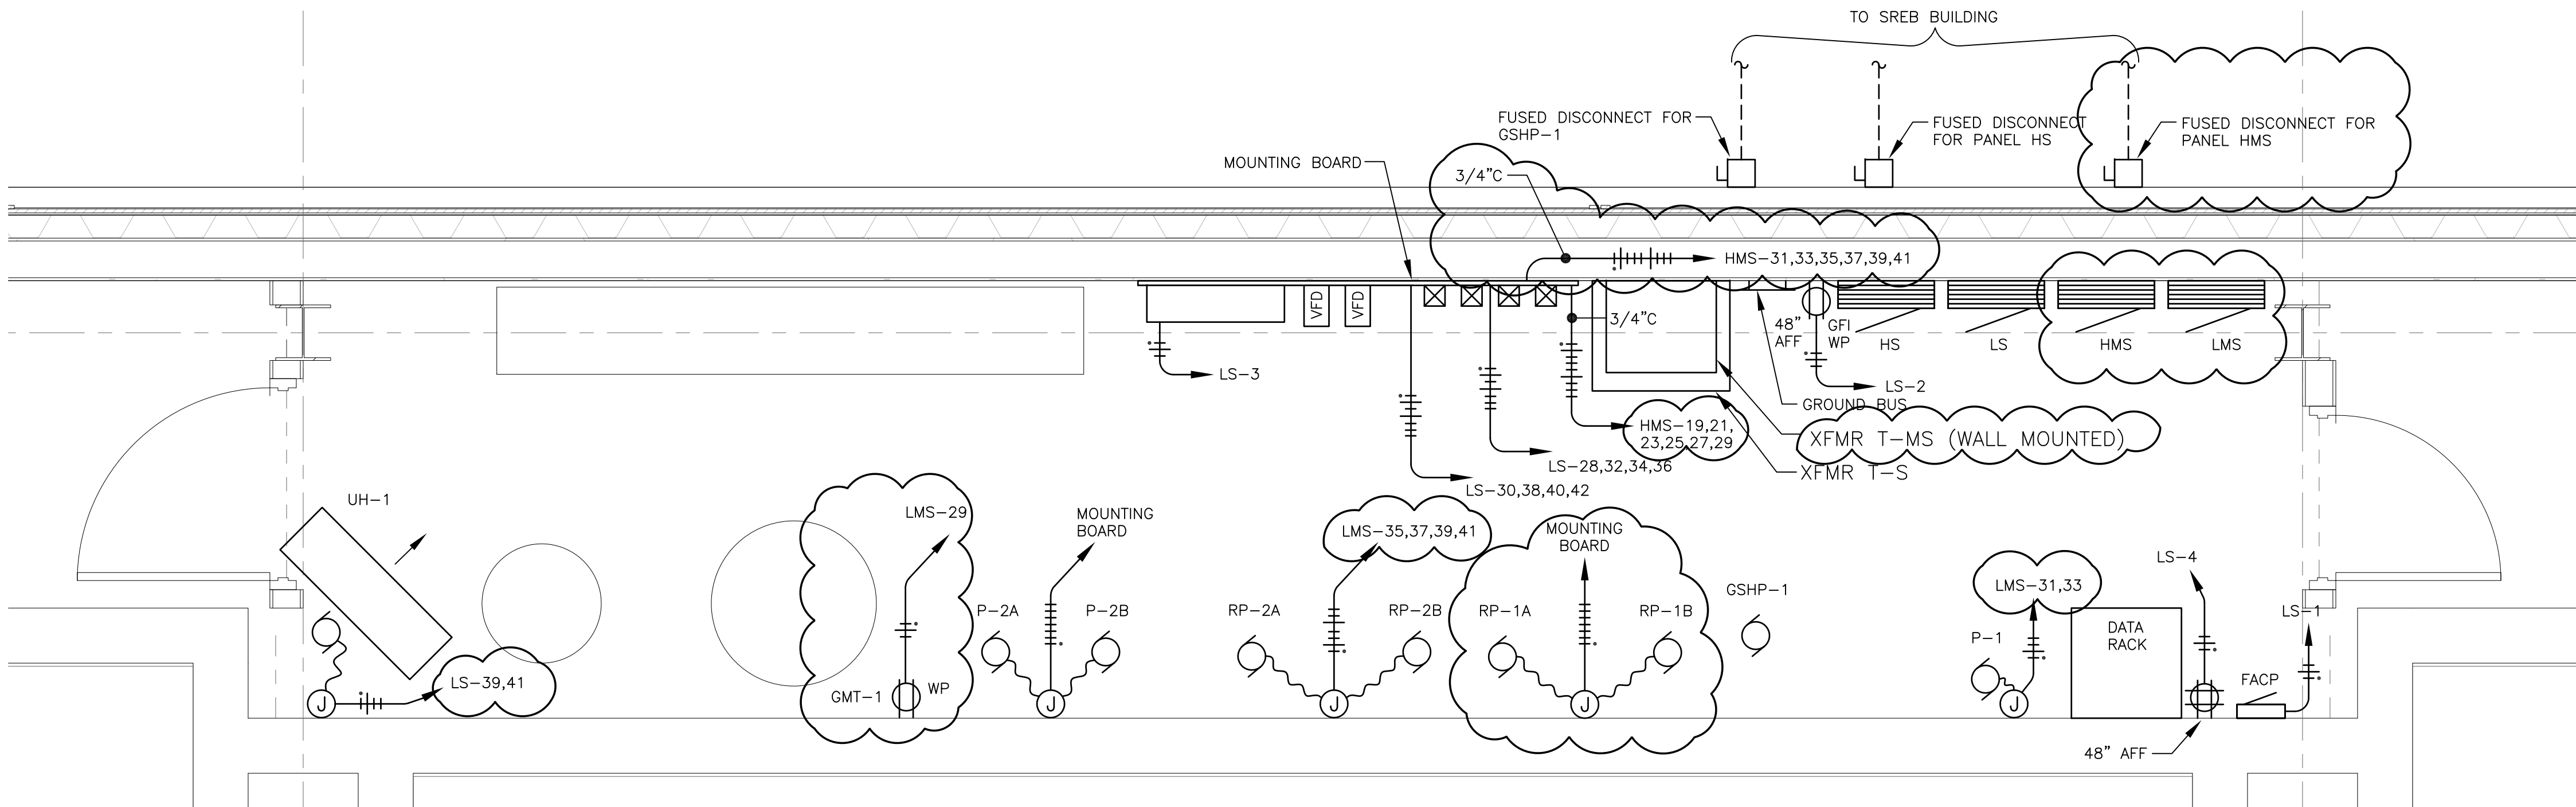 TO SREB BUILDING
FUSED DISCONNECT FOR
GSHP-1
FUSED DISCONNECT
FOR PANEL HS
FUSED DISCONNECT FOR
PANEL HMS
MOUNTING BOARD
3/4"C
HMS-31,33,35,37,39,41
VFD
VFD
3/4"C
48"
AFF
GFI
WP
HS
LS
HMS
LMS
LS-3
LS-2
GROUND BUS
HMS-19,21,
23,25,27,29
XFMR T-MS (WALL MOUNTED)
LS-28,32,34,36
XFMR T-S
LS-30,38,40,42
UH-1
LMS-29
MOUNTING
BOARD
LMS-35,37,39,41
MOUNTING
BOARD
LS-4
LMS-31,33
GSHP-1
P-2A
P-2B
RP-2A
RP-2B
RP-1A
RP-1B
LS-1
P-1
DATA
RACK
LS-39,41
GMT-1
WP
FACP
J
J
J
J
J
48" AFF